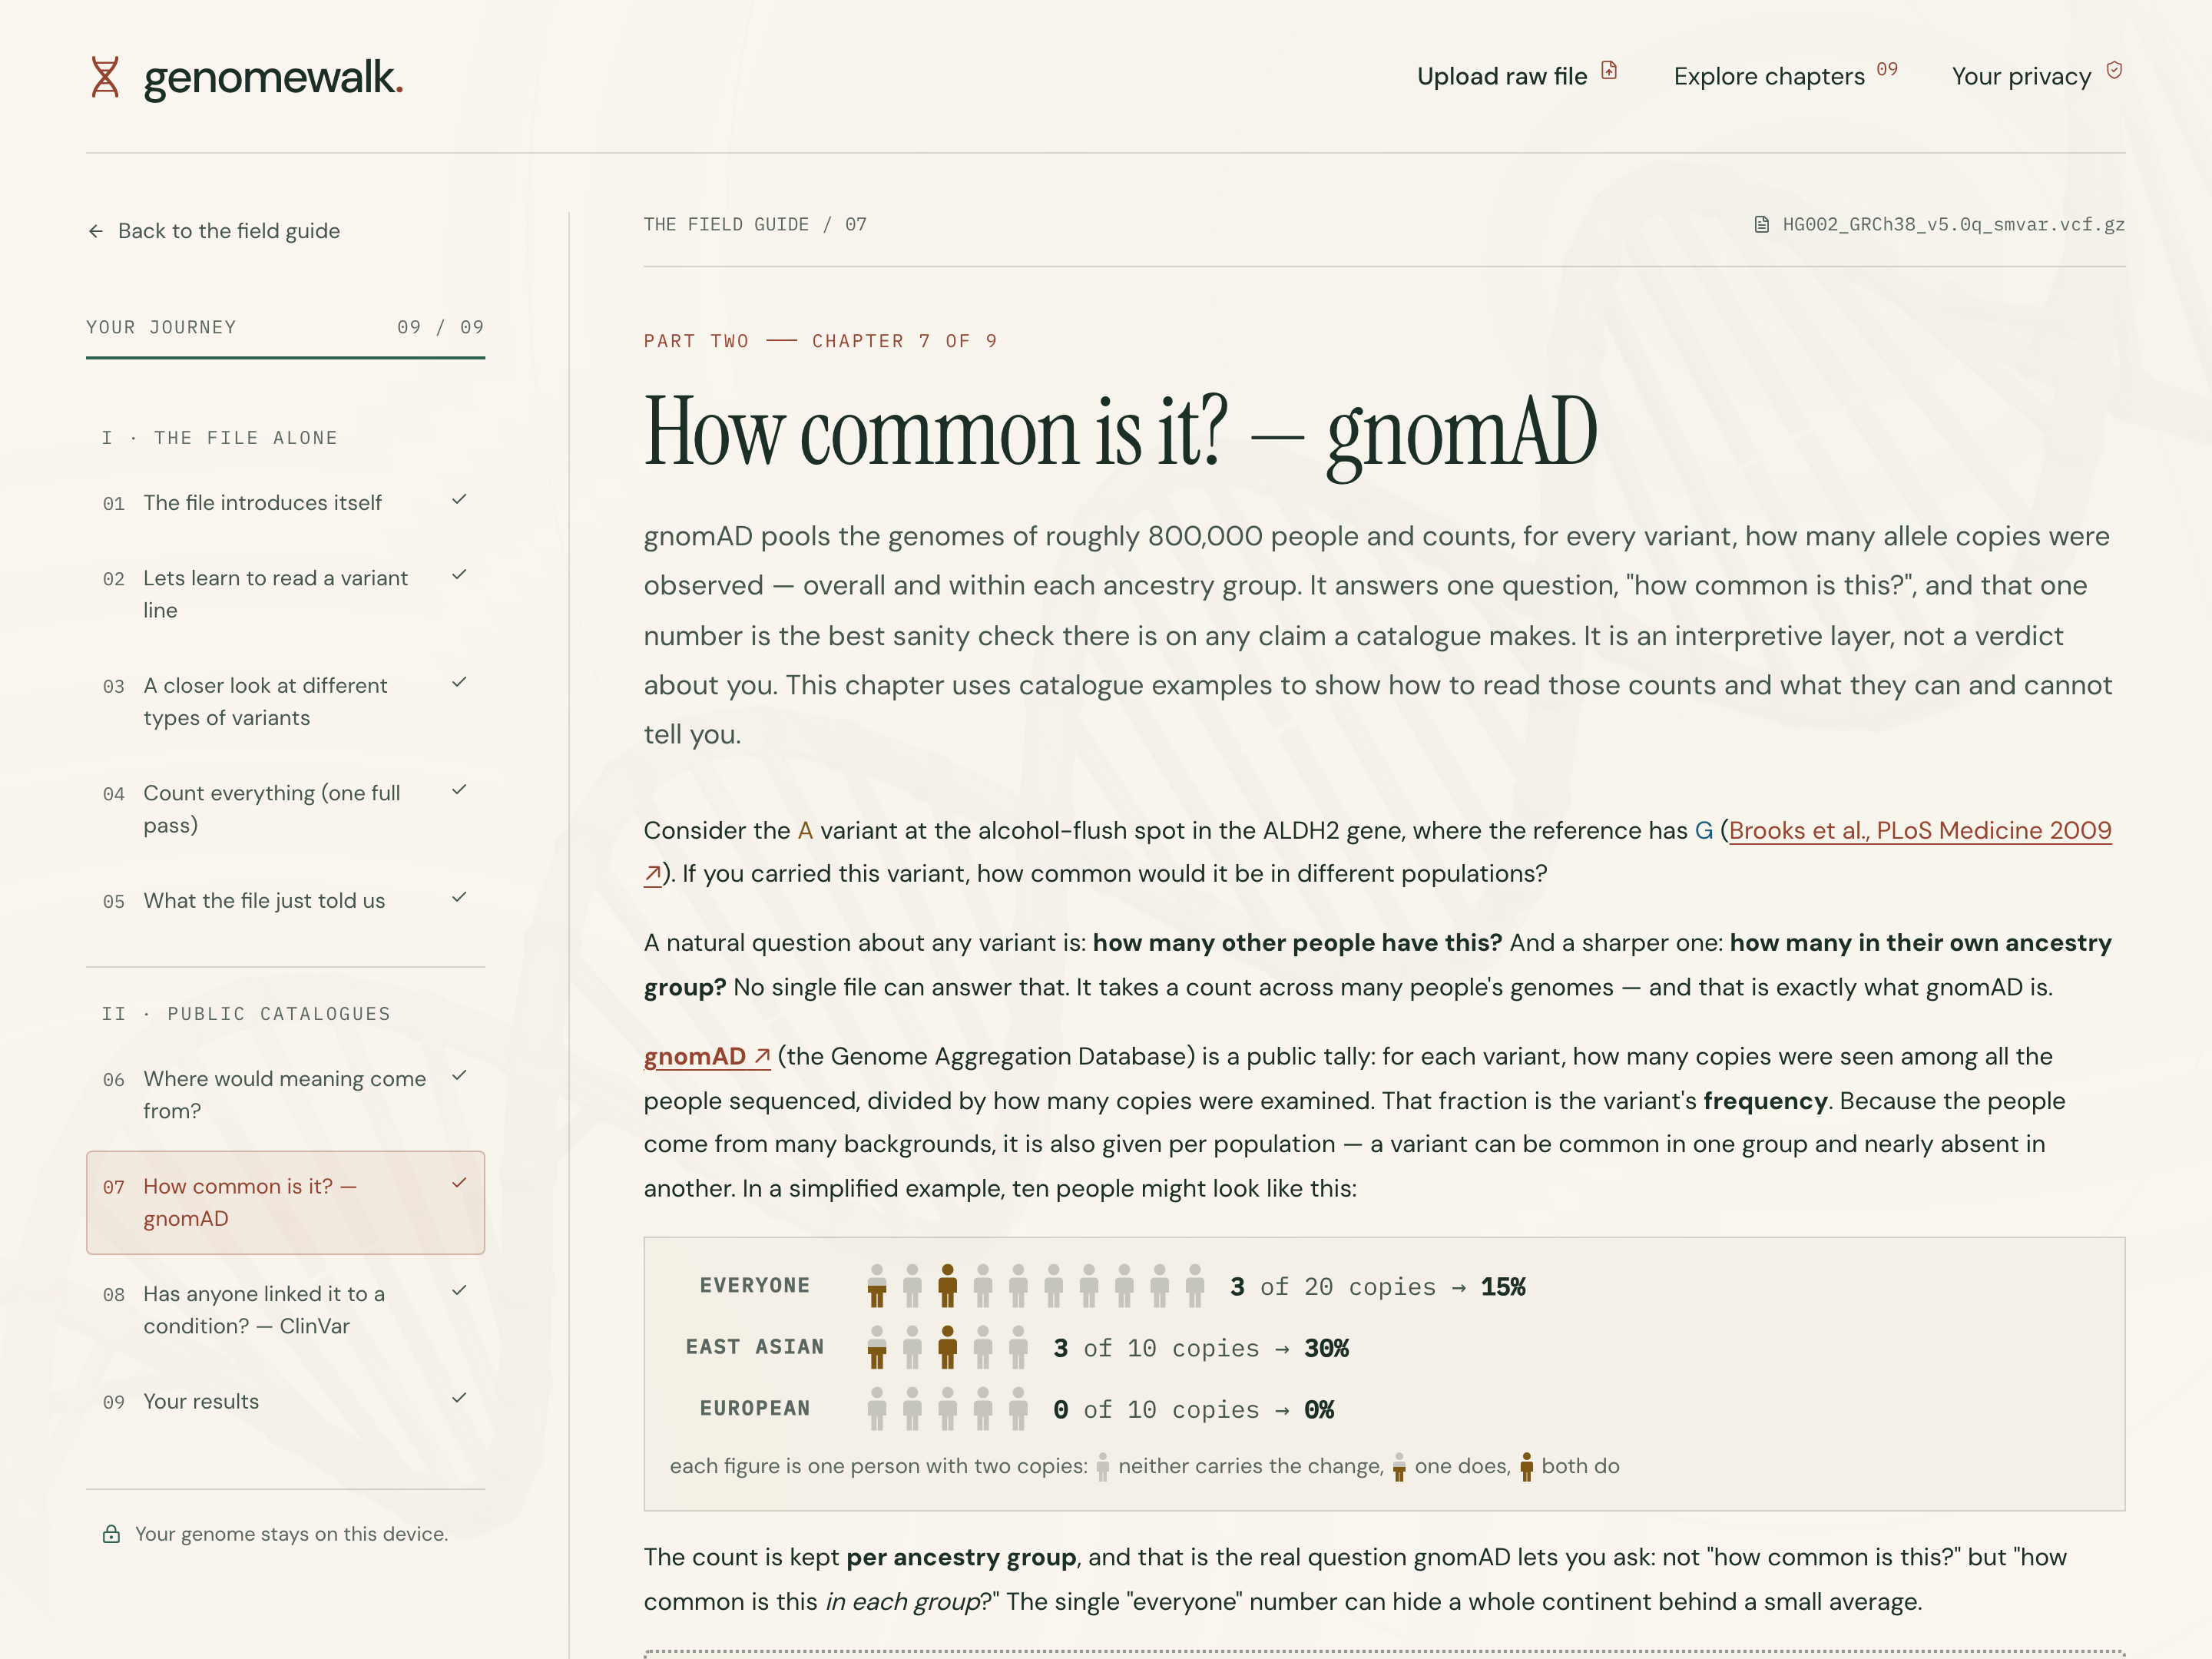 genomewalk.
Upload raw file
Explore chapters 09
Your privacy
← Back to the field guide
YOUR JOURNEY 09 / 09
I · THE FILE ALONE
01 The file introduces itself
02 Lets learn to read a variant
line
03 A closer look at different
types of variants
04 Count everything (one full
pass)
05 What the file just told us
II · PUBLIC CATALOGUES
06 Where would meaning come
from?
07 How common is it? —
gnomAD
08 Has anyone linked it to a
condition? — ClinVar
09 Your results
Your genome stays on this device.
THE FIELD GUIDE / 07
HG002_GRCh38_v5.0q_smvar.vcf.gz
PART TWO — CHAPTER 7 OF 9
How common is it? — gnomAD
gnomAD pools the genomes of roughly 800,000 people and counts, for every variant, how many allele copies were
observed — overall and within each ancestry group. It answers one question, "how common is this?", and that one
number is the best sanity check there is on any claim a catalogue makes. It is an interpretive layer, not a verdict
about you. This chapter uses catalogue examples to show how to read those counts and what they can and cannot
tell you.
Consider the A variant at the alcohol-flush spot in the ALDH2 gene, where the reference has G (Brooks et al., PLoS Medicine 2009
↗). If you carried this variant, how common would it be in different populations?
A natural question about any variant is: how many other people have this? And a sharper one: how many in their own ancestry
group? No single file can answer that. It takes a count across many people's genomes — and that is exactly what gnomAD is.
gnomAD ↗ (the Genome Aggregation Database) is a public tally: for each variant, how many copies were seen among all the
people sequenced, divided by how many copies were examined. That fraction is the variant's frequency. Because the people
come from many backgrounds, it is also given per population — a variant can be common in one group and nearly absent in
another. In a simplified example, ten people might look like this:
EVERYONE 3 of 20 copies → 15%
EAST ASIAN 3 of 10 copies → 30%
EUROPEAN 0 of 10 copies → 0%
each figure is one person with two copies: neither carries the change, one does, both do
The count is kept per ancestry group, and that is the real question gnomAD lets you ask: not "how common is this?" but "how
common is this in each group?" The single "everyone" number can hide a whole continent behind a small average.